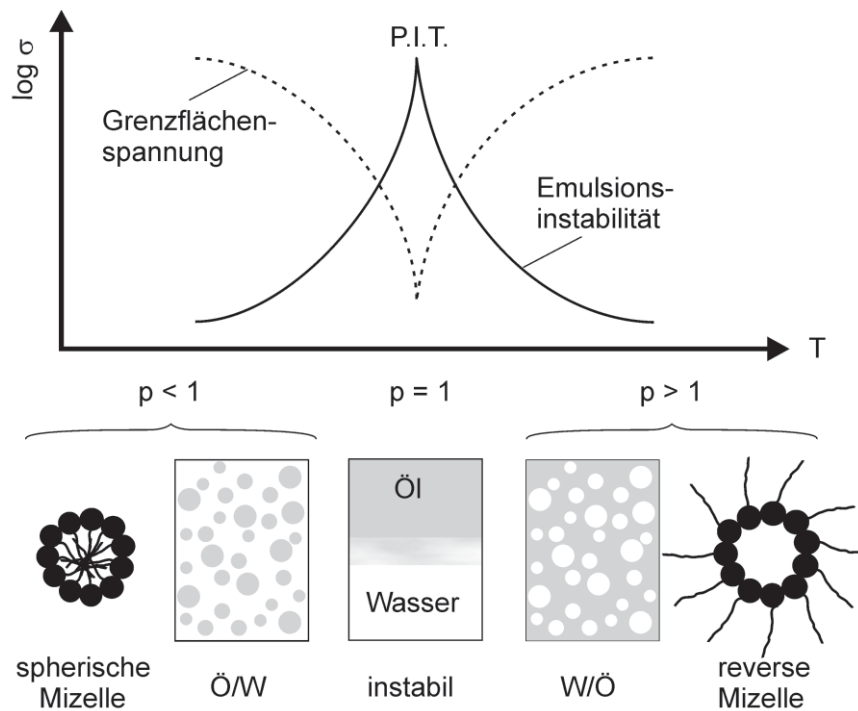 P.I.T.
log σ
Grenzflächen-
spannung
Emulsions-
instabilität
T
p < 1
p = 1
p > 1
Öl
Wasser
spherische
Mizelle
Ö/W
instabil
W/Ö
reverse
Mizelle